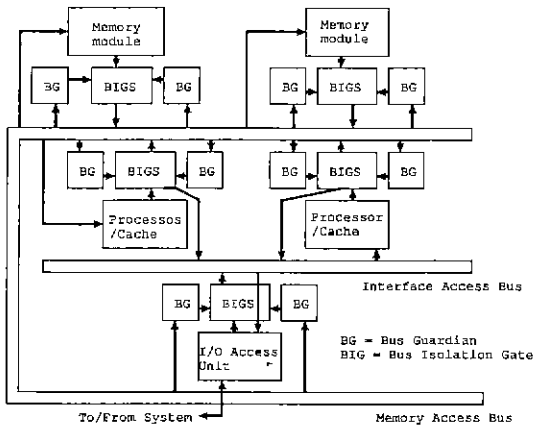 Memory
module
Memory
module
BG
BIGS
BG
BG
BIGS
BG
BG
BIGS
BG
BG
BIGS
BG
Processos
/Cache
Processor
/Cache
Interface Access Bus
BG
BIGS
BG
BG = Bus Guardian
BIG = Bus Isolation Gate
I/O Access
Unit
To/From System
Memory Access Bus